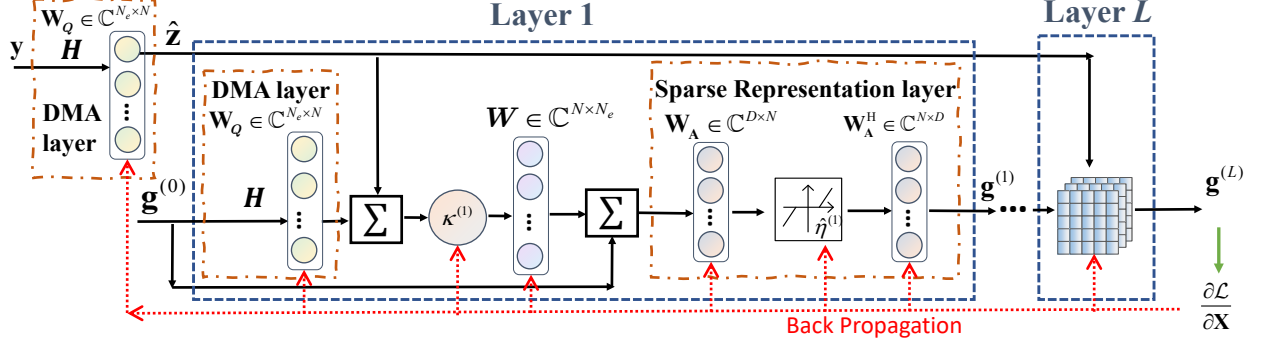 Layer 1
Layer L
W_Q ∈ ℂ^{N_e×N}
y
H
ẑ
DMA layer
DMA layer
W_Q ∈ ℂ^{N_e×N}
W ∈ ℂ^{N×N_e}
Sparse Representation layer
W_A ∈ ℂ^{D×N}
W_A^H ∈ ℂ^{N×D}
g^{(0)}
H
Σ
κ^{(1)}
Σ
η̂^{(1)}
g^{(1)}
g^{(L)}
∂ℒ
∂X
Back Propagation